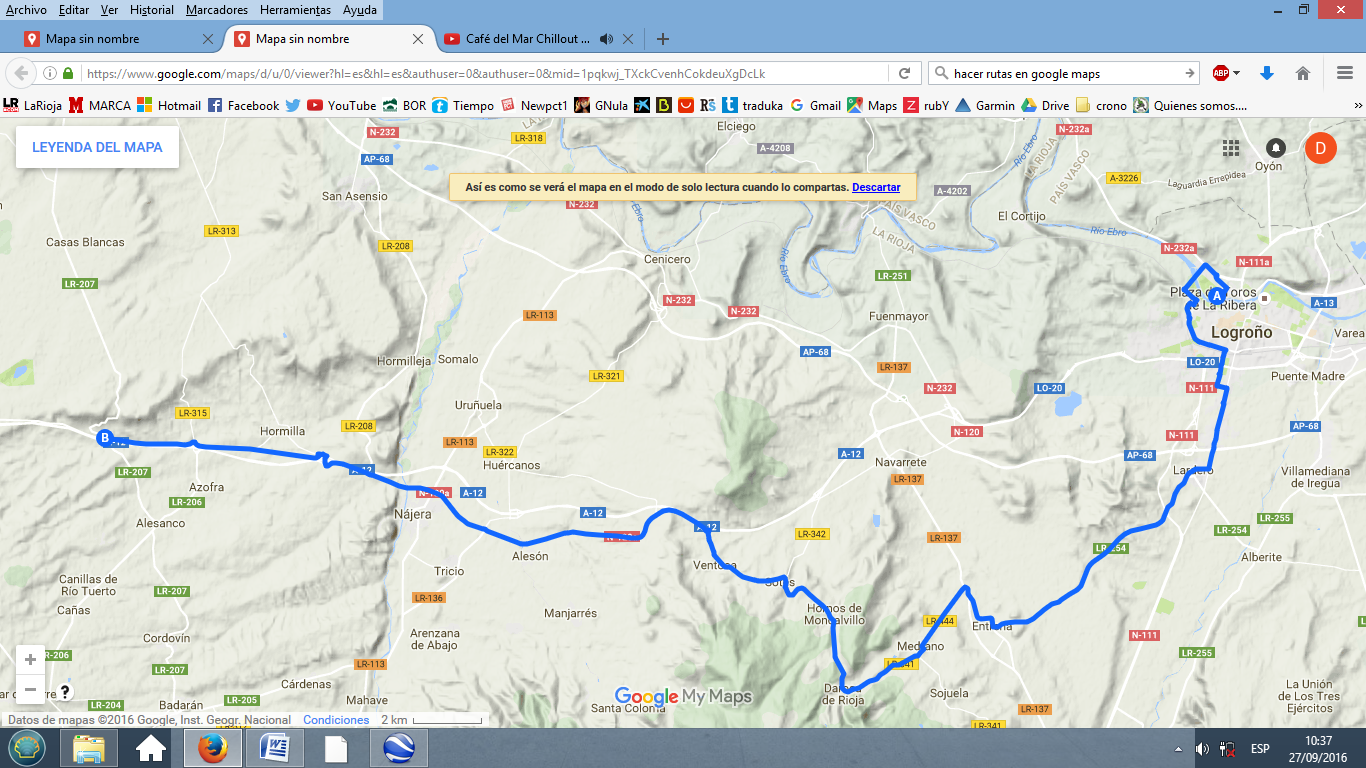 Archivo Editar Ver Historial Marcadores Herramientas Ayuda
Mapa sin nombre
Mapa sin nombre
Café del Mar Chillout ...
https://www.google.com/maps/d/u/0/viewer?hl=es&hl=es&authuser=0&authuser=0&mid=1pqkwj_TXckCvenhCokdeuXgDcLk
hacer rutas en google maps
ABP
LaRioja MARCA Hotmail Facebook YouTube BOR Tiempo Newpct1 GNula traduka Gmail Maps rubY Garmin Drive crono Quienes somos....
LEYENDA DEL MAPA
Así es como se verá el mapa en el modo de solo lectura cuando lo compartas. Descartar
D
N-232
LR-318
Elciego
A-4208
Río Ebro
LA RIOJA
PAÍS VASCO
N-232a
Oyón
AP-68
A-3226
Laguardia Errepidea
San Asensio
N-232
A-4202
PAÍS VASCO
LA RIOJA
El Cortijo
Río Ebro
Casas Blancas
LR-313
LR-208
Cenicero
Río Ebro
LR-251
N-232a
N-111a
LR-207
N-232
N-232
Plaza de Toros
de La Ribera
A
A-13
LR-113
Fuenmayor
Logroño
Varea
Hormilleja
Somalo
AP-68
LR-137
LO-20
LR-321
N-232
LO-20
N-111
Puente Madre
Uruñuela
LR-315
Hormilla
LR-208
LR-113
LR-322
N-120
N-111
AP-68
B
A-12
Huércanos
A-12
Navarrete
AP-68
Lardero
Villamediana
de Iregua
LR-207
A-12
LR-137
Azofra
LR-206
A-12
Nájera
A-12
A-12
LR-342
LR-255
LR-254
Alesanco
Alesón
LR-137
LR-254
Alberite
Tricio
Ventosa
Sotés
Canillas de
Río Tuerto
LR-207
LR-136
Cañas
Manjarrés
Hornos de
Moncalvillo
LR-444
Entrena
N-111
Cordovín
Arenzana
de Abajo
Medrano
LR-255
LR-206
LR-207
LR-113
LR-341
Cárdenas
Daroca
de Rioja
Sojuela
La Unión
de Los Tres
Ejércitos
LR-204
LR-205
Badarán
Mahave
Santa Coloma
Google My Maps
LR-137
LR-341
Datos de mapas ©2016 Google, Inst. Geogr. Nacional Condiciones 2 km
ESP
10:37
27/09/2016